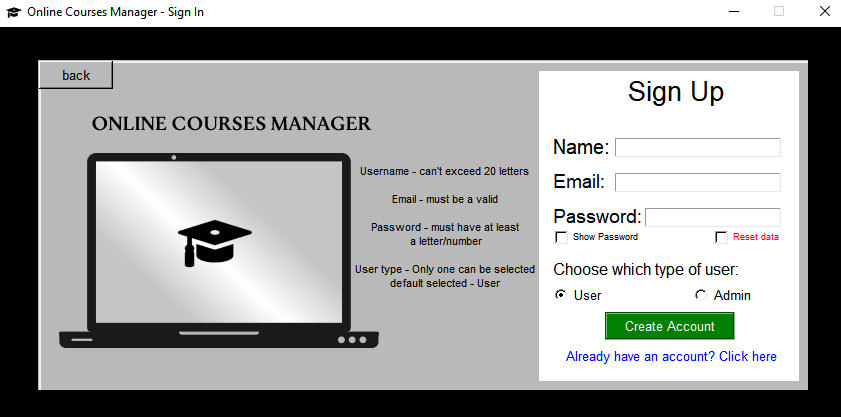 Online Courses Manager - Sign In
back
ONLINE COURSES MANAGER
Username - can't exceed 20 letters
Email - must be a valid
Password - must have at least
a letter/number
User type - Only one can be selected
default selected - User
Sign Up
Name:
Email:
Password:
Show Password
Reset data
Choose which type of user:
User
Admin
Create Account
Already have an account? Click here